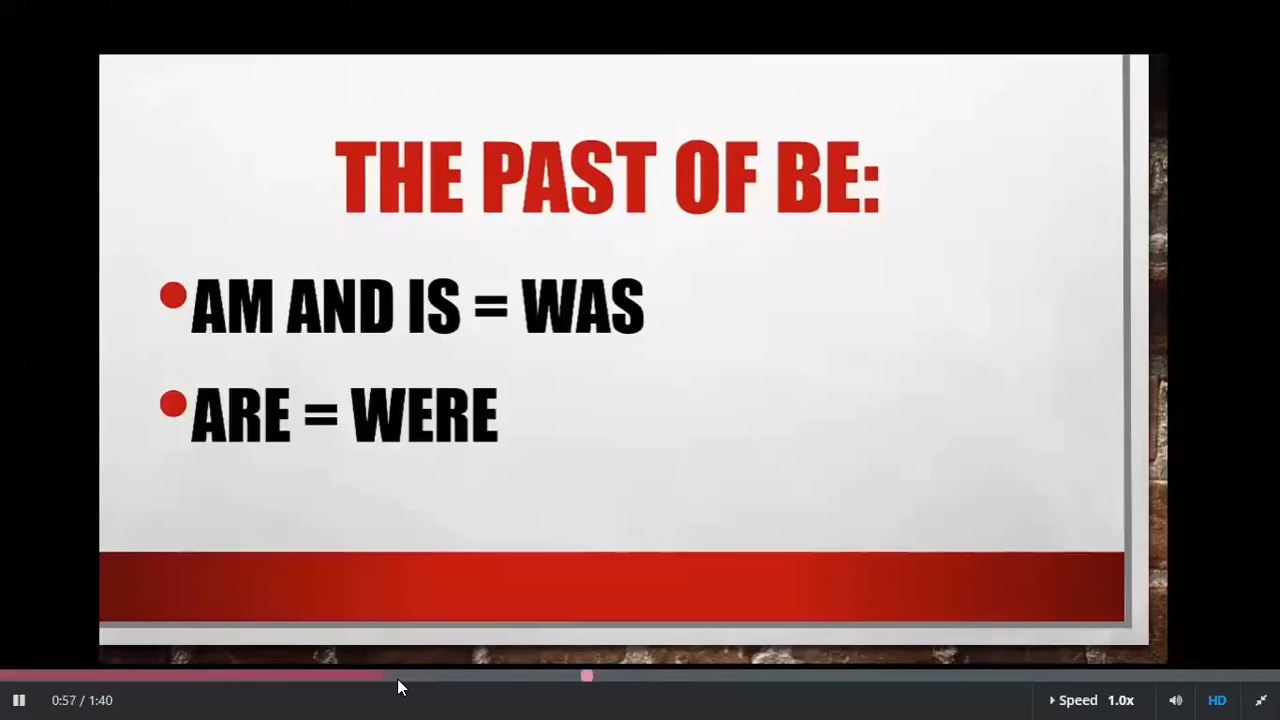 THE PAST OF BE:
AM AND IS = WAS
ARE = WERE
0:57 / 1:40
Speed 1.0x
HD